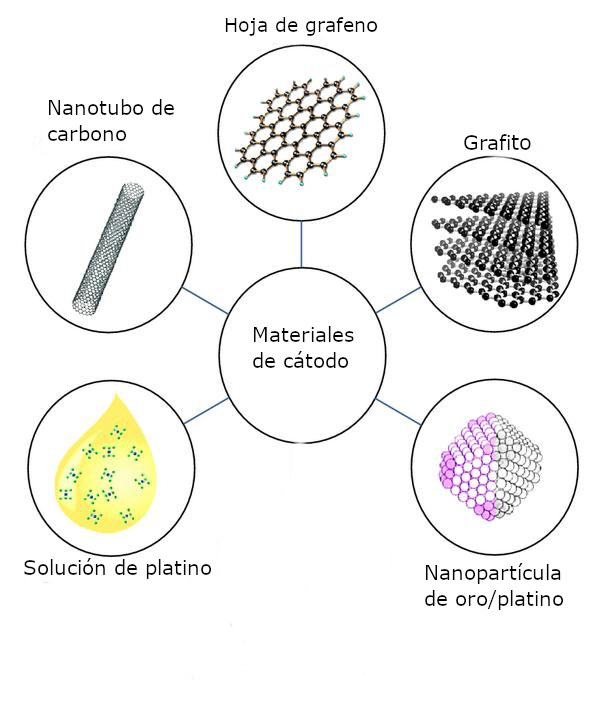 Hoja de grafeno
Nanotubo de
carbono
Grafito
Materiales
de cátodo
Solución de platino
Nanopartícula
de oro/platino